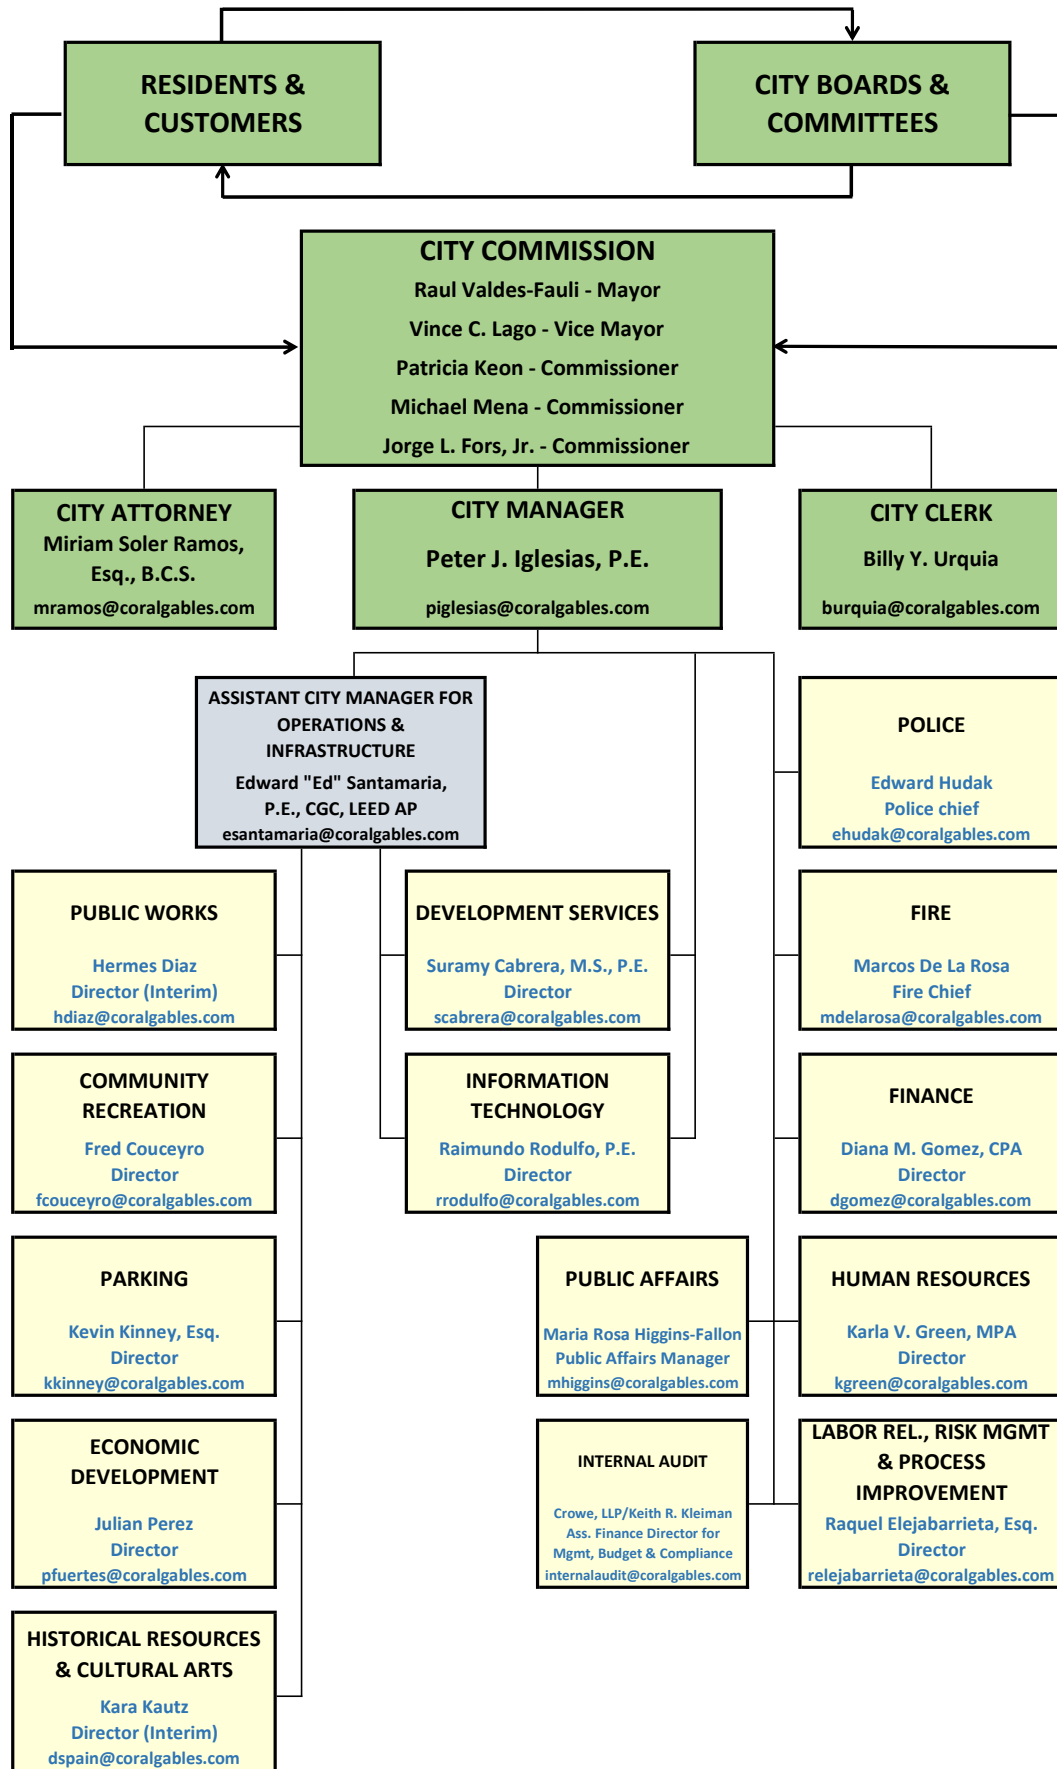 RESIDENTS &
CUSTOMERS
CITY BOARDS &
COMMITTEES
CITY COMMISSION
Raul Valdes-Fauli - Mayor
Vince C. Lago - Vice Mayor
Patricia Keon - Commissioner
Michael Mena - Commissioner
Jorge L. Fors, Jr. - Commissioner
CITY ATTORNEY
Miriam Soler Ramos,
Esq., B.C.S.
mramos@coralgables.com
CITY MANAGER
Peter J. Iglesias, P.E.
piglesias@coralgables.com
CITY CLERK
Billy Y. Urquia
burquia@coralgables.com
ASSISTANT CITY MANAGER FOR
OPERATIONS &
INFRASTRUCTURE
Edward "Ed" Santamaria,
P.E., CGC, LEED AP
esantamaria@coralgables.com
POLICE
Edward Hudak
Police chief
ehudak@coralgables.com
PUBLIC WORKS
Hermes Diaz
Director (Interim)
hdiaz@coralgables.com
DEVELOPMENT SERVICES
Suramy Cabrera, M.S., P.E.
Director
scabrera@coralgables.com
FIRE
Marcos De La Rosa
Fire Chief
mdelarosa@coralgables.com
COMMUNITY
RECREATION
Fred Couceyro
Director
fcouceyro@coralgables.com
INFORMATION
TECHNOLOGY
Raimundo Rodulfo, P.E.
Director
rrodulfo@coralgables.com
FINANCE
Diana M. Gomez, CPA
Director
dgomez@coralgables.com
PARKING
Kevin Kinney, Esq.
Director
kkinney@coralgables.com
PUBLIC AFFAIRS
Maria Rosa Higgins-Fallon
Public Affairs Manager
mhiggins@coralgables.com
HUMAN RESOURCES
Karla V. Green, MPA
Director
kgreen@coralgables.com
ECONOMIC
DEVELOPMENT
Julian Perez
Director
pfuertes@coralgables.com
INTERNAL AUDIT
Crowe, LLP/Keith R. Kleiman
Ass. Finance Director for
Mgmt, Budget & Compliance
internalaudit@coralgables.com
LABOR REL., RISK MGMT
& PROCESS
IMPROVEMENT
Raquel Elejabarrieta, Esq.
Director
relejabarrieta@coralgables.com
HISTORICAL RESOURCES
& CULTURAL ARTS
Kara Kautz
Director (Interim)
dspain@coralgables.com